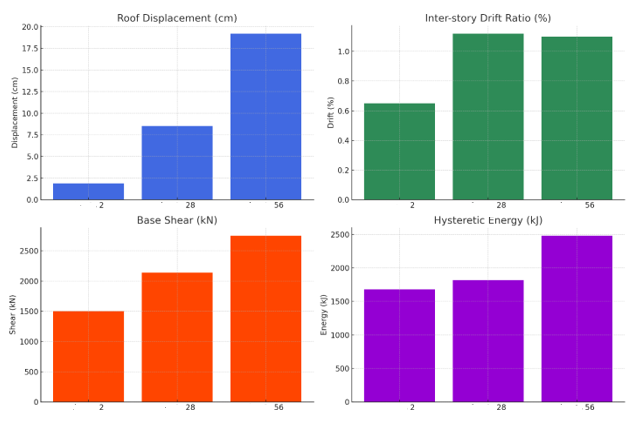 Roof Displacement (cm)
Displacement (cm)
20.0
17.5
15.0
12.5
10.0
7.5
5.0
2.5
0.0
2 28 56
Inter-story Drift Ratio (%)
Drift (%)
1.0
0.8
0.6
0.4
0.2
0.0
2 28 56
Base Shear (kN)
Shear (kN)
2500
2000
1500
1000
500
0
2 28 56
Hysteretic Energy (kJ)
Energy (kJ)
2500
2000
1500
1000
500
0
2 28 56